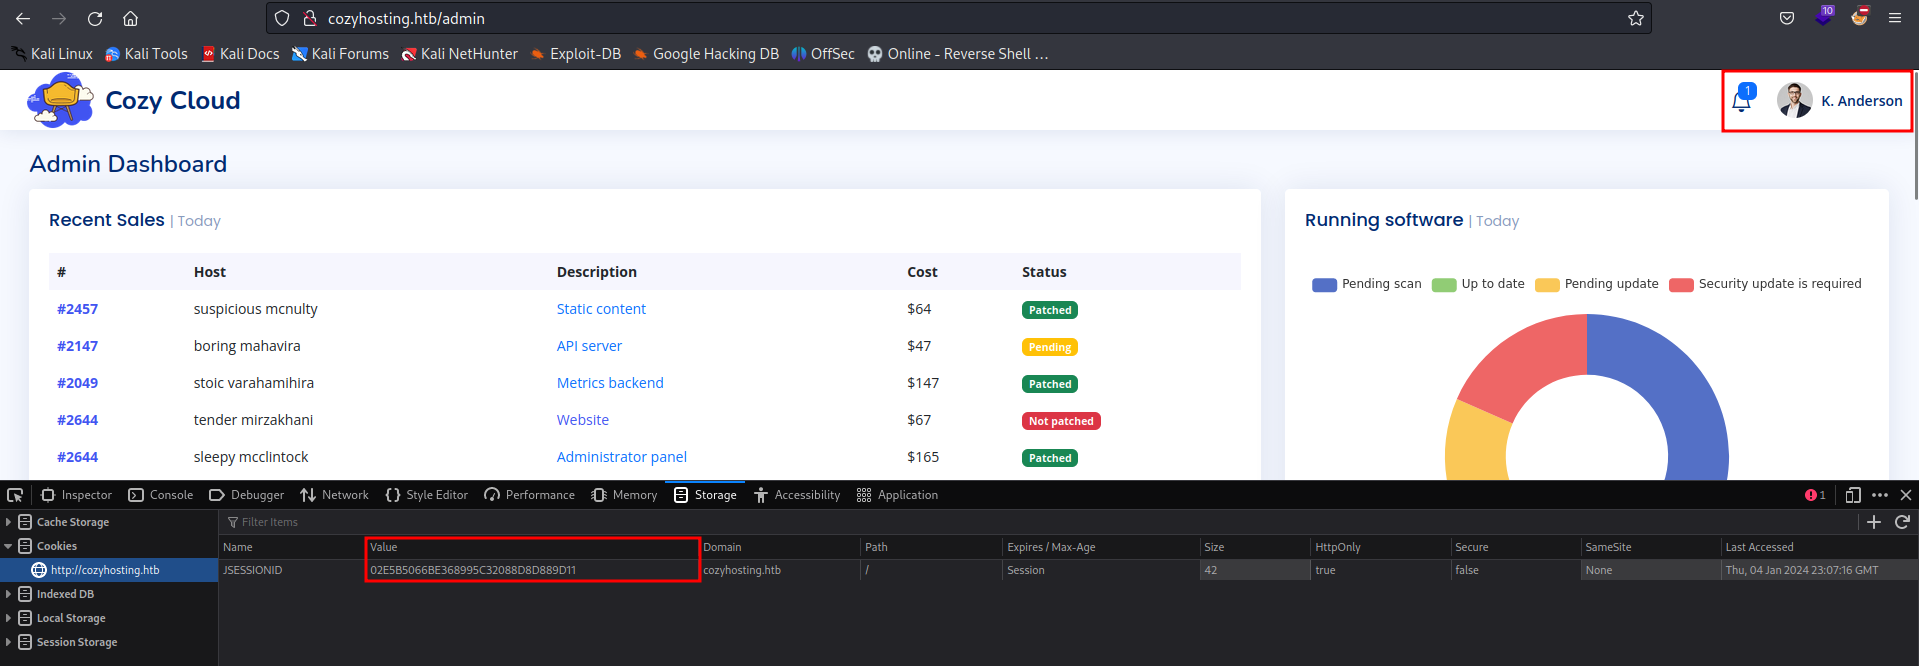 cozyhosting.htb/admin
10
Kali Linux Kali Tools Kali Docs Kali Forums Kali NetHunter Exploit-DB Google Hacking DB OffSec Online - Reverse Shell …
Cozy Cloud
1
K. Anderson
Admin Dashboard
Recent Sales | Today
# Host Description Cost Status
#2457 suspicious mcnulty Static content $64 Patched
#2147 boring mahavira API server $47 Pending
#2049 stoic varahamihira Metrics backend $147 Patched
#2644 tender mirzakhani Website $67 Not patched
#2644 sleepy mcclintock Administrator panel $165 Patched
Running software | Today
Pending scan Up to date Pending update Security update is required
Inspector Console Debugger Network Style Editor Performance Memory Storage Accessibility Application 1
Cache Storage
Cookies
http://cozyhosting.htb
Indexed DB
Local Storage
Session Storage
Filter Items
Name Value Domain Path Expires / Max-Age Size HttpOnly Secure SameSite Last Accessed
JSESSIONID 02E5B5066BE368995C32088D8D889D11 cozyhosting.htb / Session 42 true false None Thu, 04 Jan 2024 23:07:16 GMT